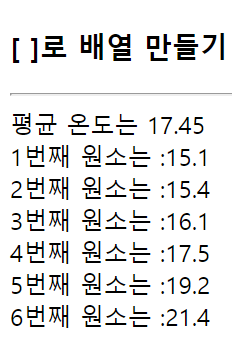 [ ]로 배열 만들기
평균 온도는 17.45
1번째 원소는 :15.1
2번째 원소는 :15.4
3번째 원소는 :16.1
4번째 원소는 :17.5
5번째 원소는 :19.2
6번째 원소는 :21.4